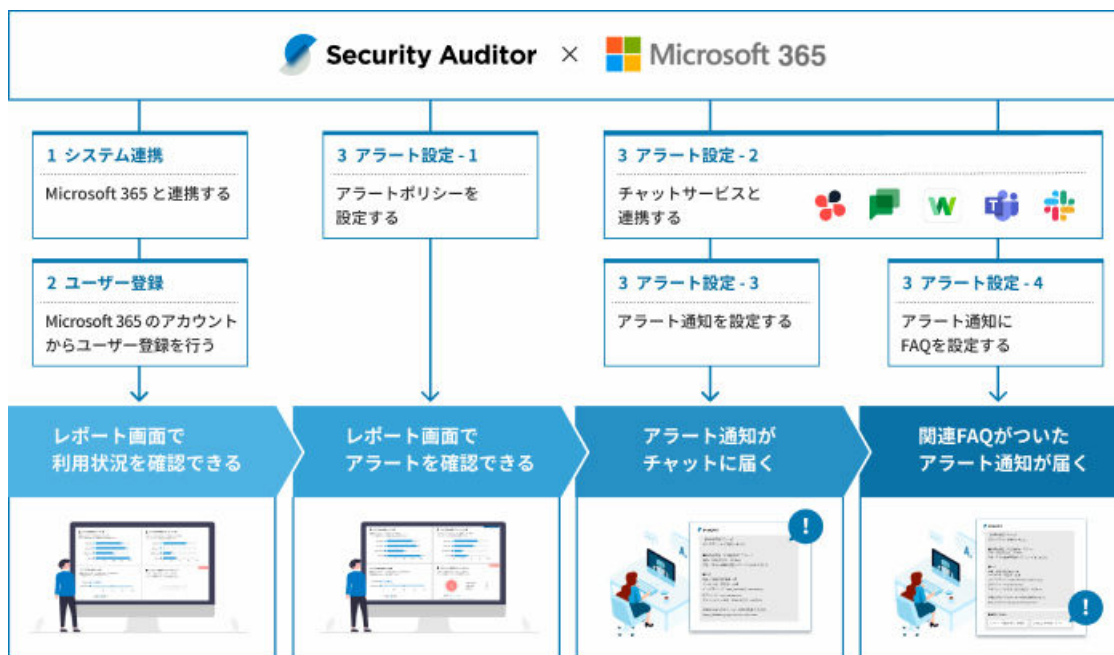 Security Auditor × Microsoft 365
1 システム連携
Microsoft 365 と連携する
2 ユーザー登録
Microsoft 365 のアカウント
からユーザー登録を行う
3 アラート設定 - 1
アラートポリシーを
設定する
3 アラート設定 - 2
チャットサービスと
連携する
3 アラート設定 - 3
アラート通知を設定する
3 アラート設定 - 4
アラート通知に
FAQを設定する
レポート画面で
利用状況を確認できる
レポート画面で
アラートを確認できる
アラート通知が
チャットに届く
関連FAQがついた
アラート通知が届く